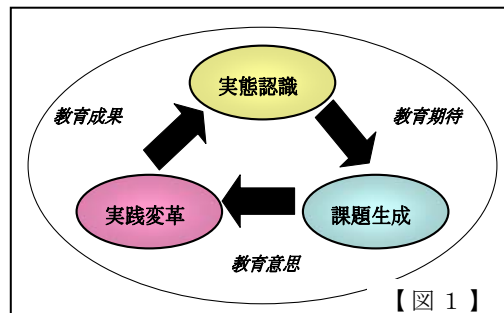 実態認識
教育成果
教育期待
実践変革
課題生成
教育意思
【図 1 】